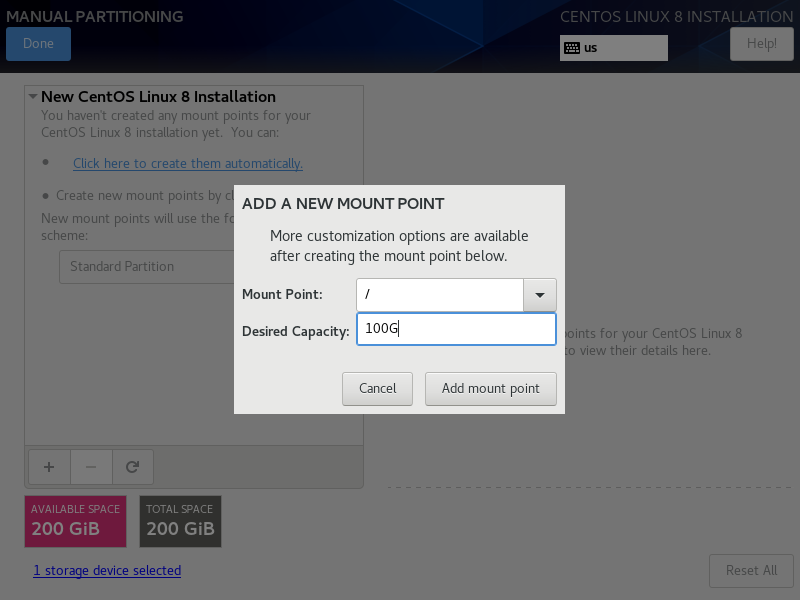 MANUAL PARTITIONING
CENTOS LINUX 8 INSTALLATION
Done
us
Help!
New CentOS Linux 8 Installation
You haven't created any mount points for your
CentOS Linux 8 installation yet.  You can:
• Click here to create them automatically.
• Create new mount points by
New mount points will use the
scheme:
Standard Partition
ADD A NEW MOUNT POINT
More customization options are available
after creating the mount point below.
Mount Point: /
Desired Capacity: 100G
Cancel
Add mount point
points for your CentOS Linux 8
to view their details here.
+ −
AVAILABLE SPACE
200 GiB
TOTAL SPACE
200 GiB
1 storage device selected
Reset All